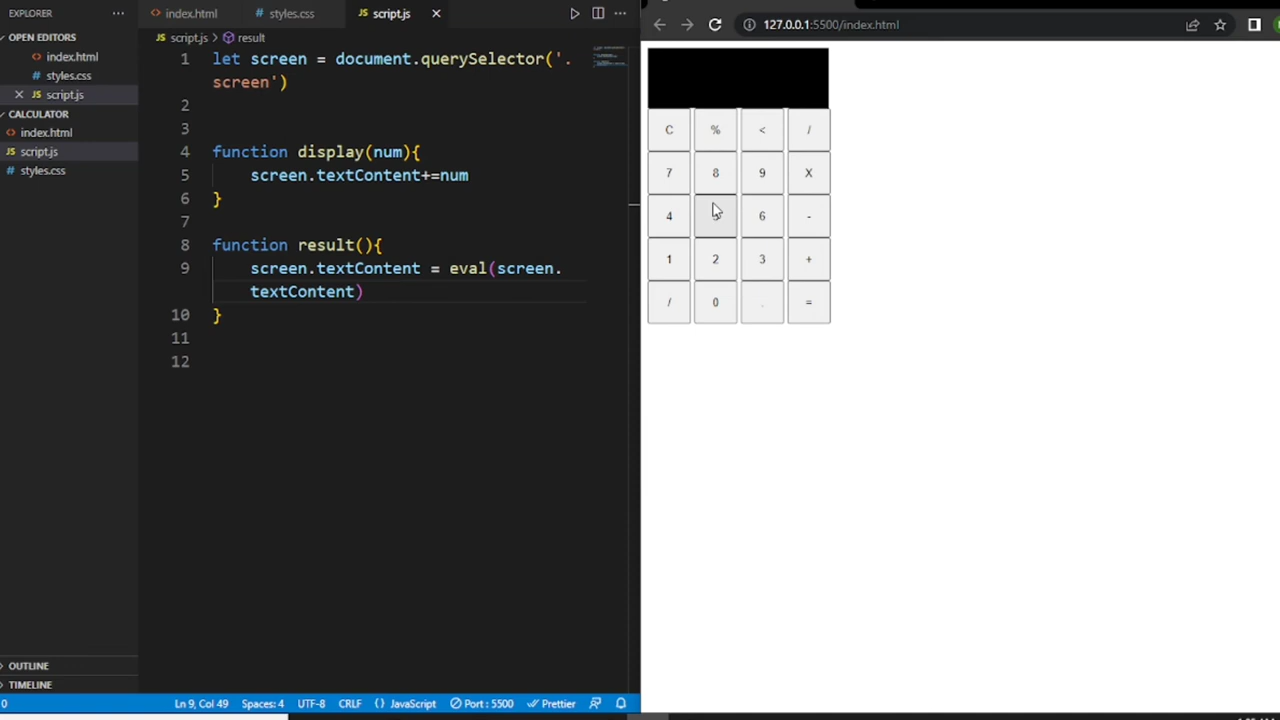 EXPLORER
index.html
styles.css
script.js
127.0.0.1:5500/index.html
OPEN EDITORS
script.js
result
index.html
styles.css
script.js
CALCULATOR
index.html
script.js
styles.css
1 let screen = document.querySelector('.
screen')
2
3
4 function display(num){
5 screen.textContent+=num
6 }
7
8 function result(){
9 screen.textContent = eval(screen.
textContent)
10 }
11
12
C % < /
7 8 9 X
4 5 6 -
1 2 3 +
/ 0 . =
OUTLINE
TIMELINE
0 Ln 9, Col 49 Spaces: 4 UTF-8 CRLF {} JavaScript Port : 5500 Prettier